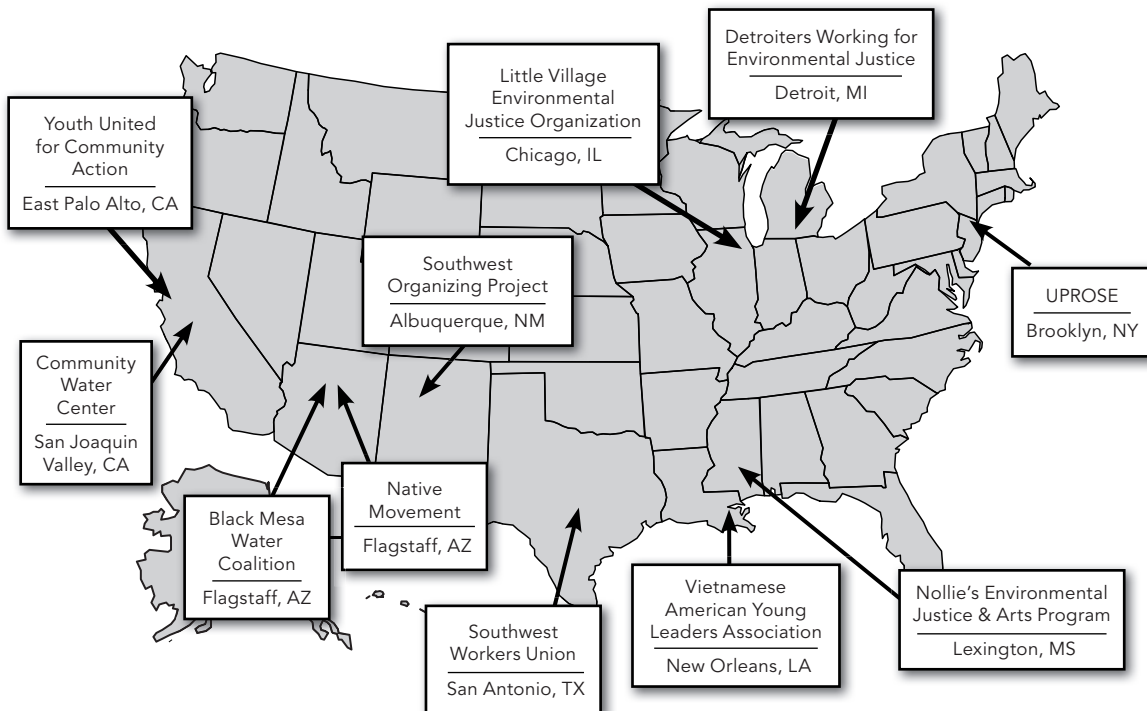 Detroiters Working for
Environmental Justice
Detroit, MI
Little Village
Environmental
Justice Organization
Chicago, IL
Youth United
for Community
Action
East Palo Alto, CA
Southwest
Organizing Project
Albuquerque, NM
UPROSE
Brooklyn, NY
Community
Water
Center
San Joaquin
Valley, CA
Native
Movement
Flagstaff, AZ
Black Mesa
Water
Coalition
Flagstaff, AZ
Vietnamese
American Young
Leaders Association
New Orleans, LA
Nollie's Environmental
Justice & Arts Program
Lexington, MS
Southwest
Workers Union
San Antonio, TX